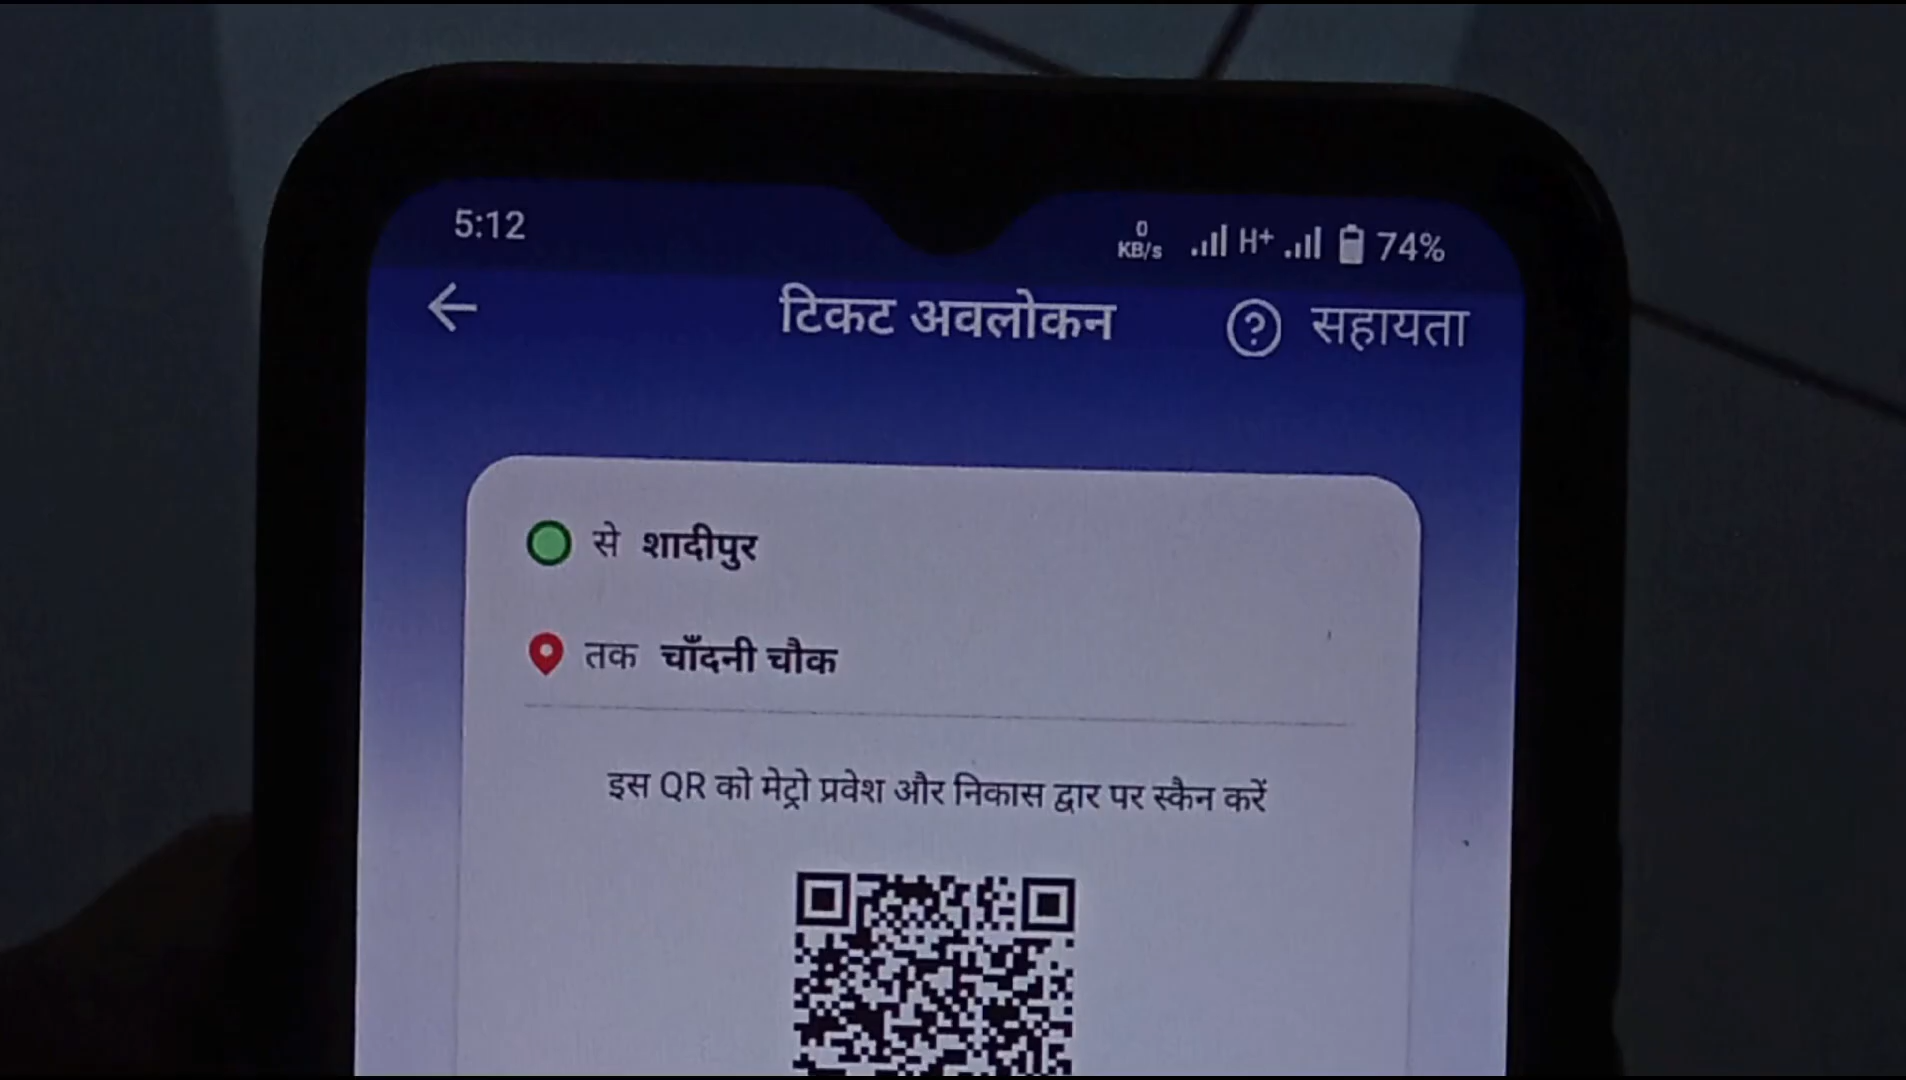 5:12
0 KB/s H+ 74%
टिकट अवलोकन
? सहायता
से शादीपुर
तक चाँदनी चौक
इस QR को मेट्रो प्रवेश और निकास द्वार पर स्कैन करें